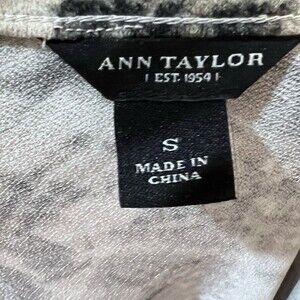 ANN TAYLOR
| EST. 1954 |
S
MADE IN
CHINA